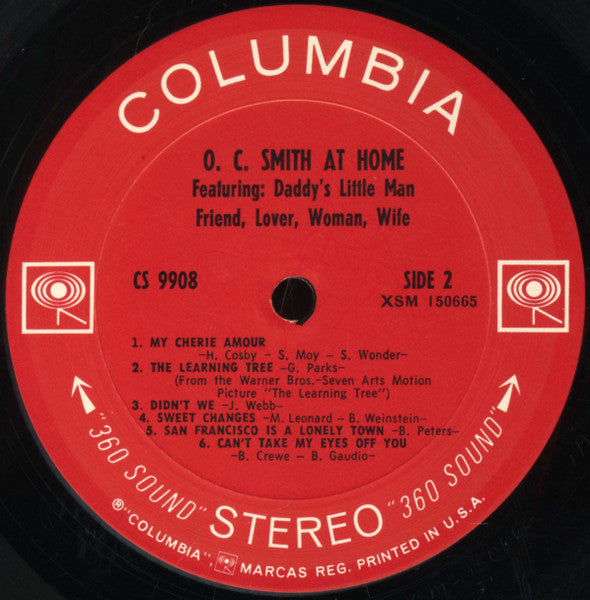 COLUMBIA
O. C. SMITH AT HOME
Featuring: Daddy's Little Man
Friend, Lover, Woman, Wife
CS 9908
SIDE 2
XSM 150665
1. MY CHERIE AMOUR
–H. Cosby – S. Moy – S. Wonder–
2. THE LEARNING TREE –G. Parks–
(From the Warner Bros.–Seven Arts Motion
Picture "The Learning Tree)
3. DIDN'T WE –J. Webb–
4. SWEET CHANGES –M. Leonard – B. Weinstein–
5. SAN FRANCISCO IS A LONELY TOWN –B. Peters–
6. CAN'T TAKE MY EYES OFF YOU
–B. Crewe – B. Gaudio–
"360 SOUND" STEREO "360 SOUND"
®"COLUMBIA", MARCAS REG. PRINTED IN U.S.A.